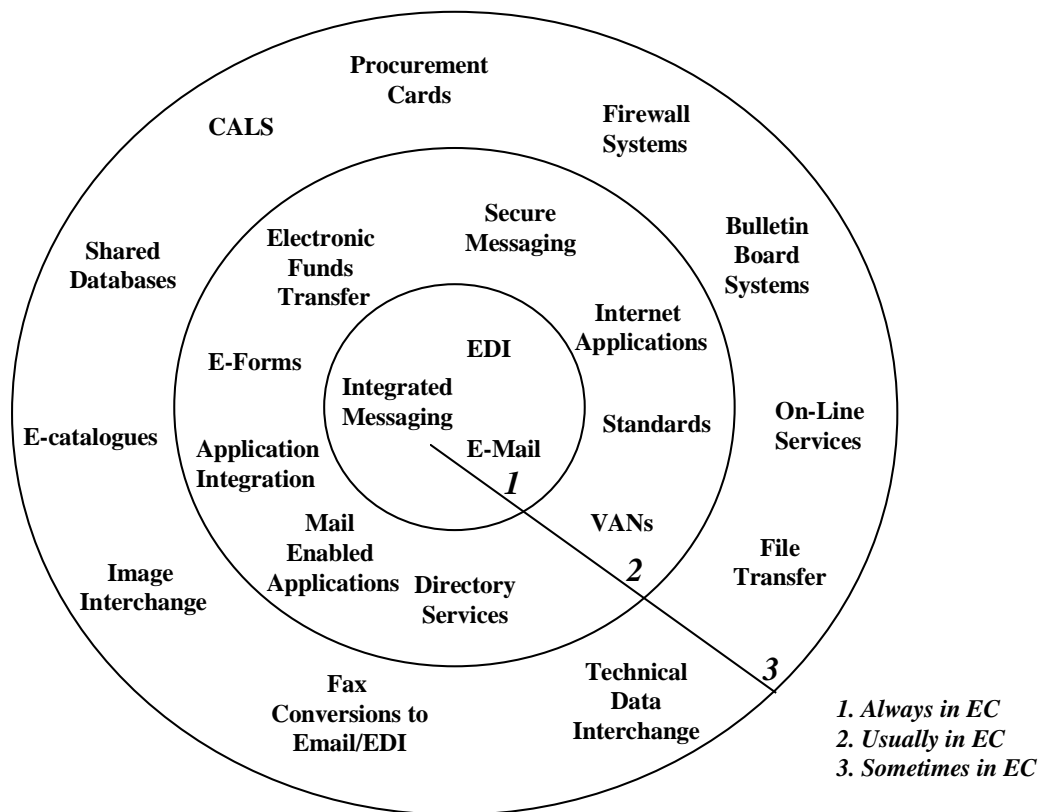 Procurement
Cards
CALS
Firewall
Systems
Secure
Messaging
Electronic
Funds
Transfer
Shared
Databases
Bulletin
Board
Systems
Internet
Applications
EDI
E-Forms
Integrated
Messaging
E-catalogues
On-Line
Services
Standards
E-Mail
Application
Integration
1
VANs
Mail
Enabled
Applications
2
File
Transfer
Image
Interchange
Directory
Services
3
Technical
Data
Interchange
Fax
Conversions to
Email/EDI
1. Always in EC
2. Usually in EC
3. Sometimes in EC